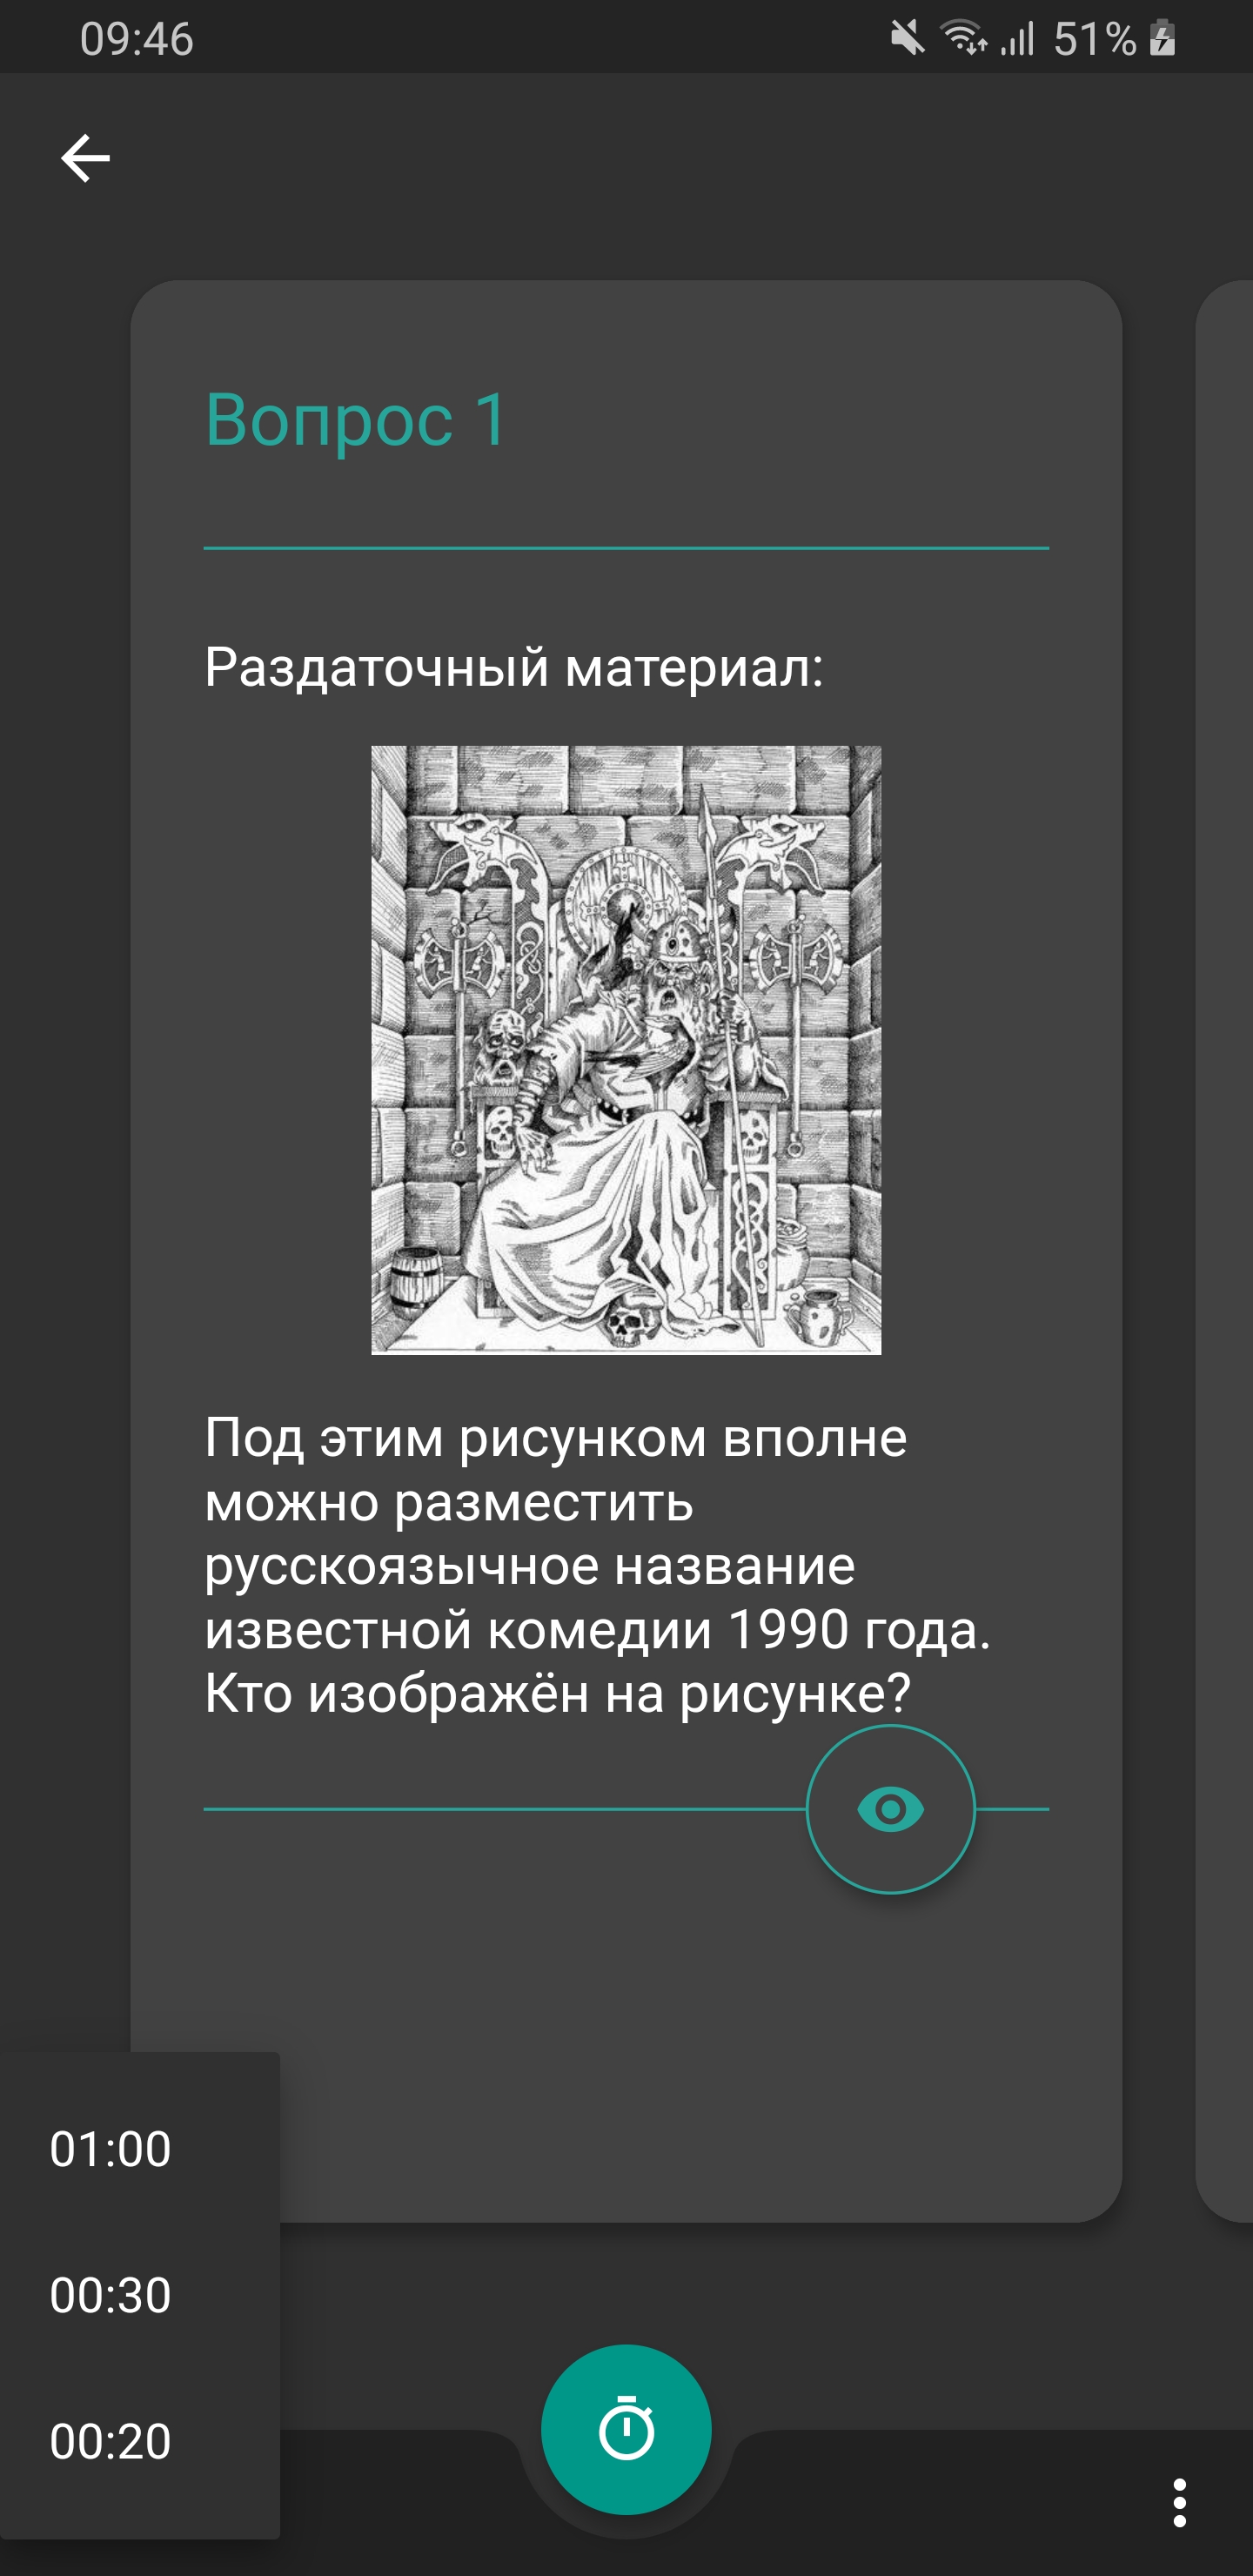 09:46
51%
Вопрос 1
Раздаточный материал:
Под этим рисунком вполне
можно разместить
русскоязычное название
известной комедии 1990 года.
Кто изображён на рисунке?
01:00
00:30
00:20